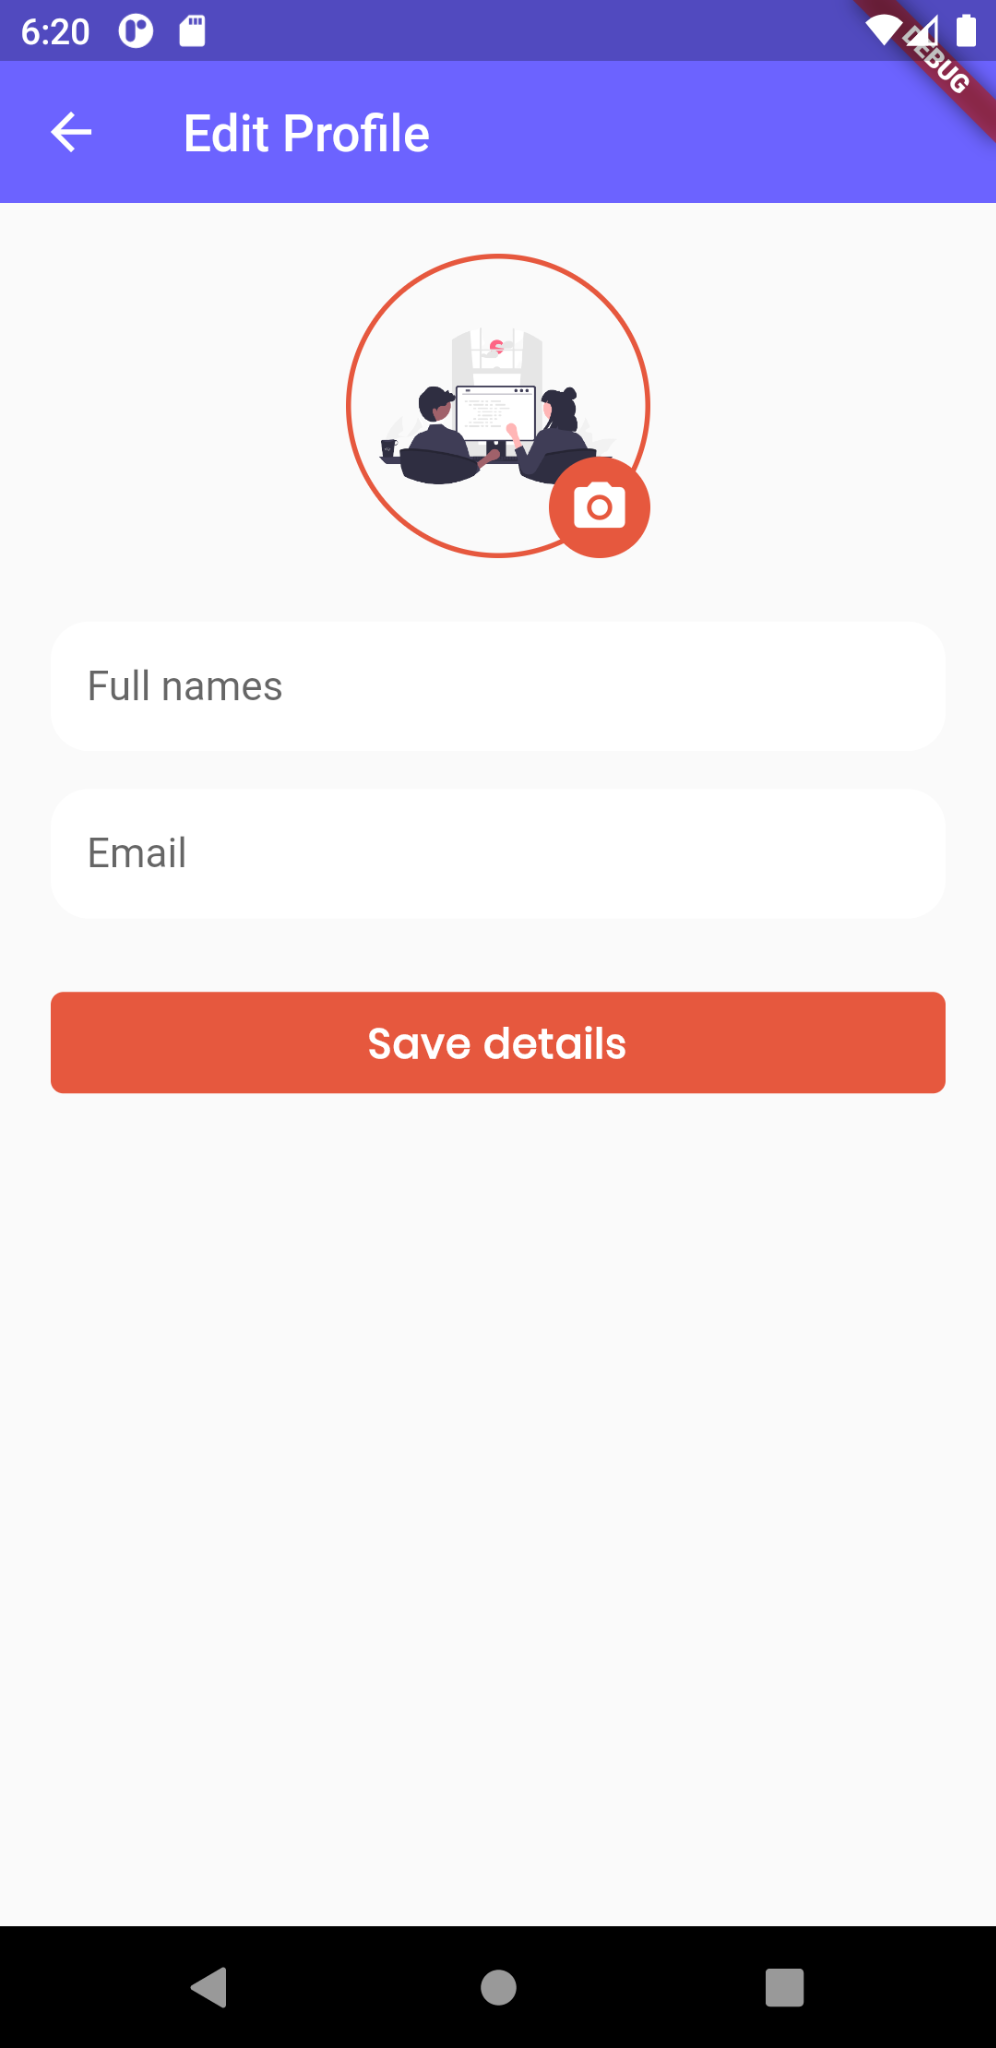 6:20
DEBUG
Edit Profile
Full names
Email
Save details